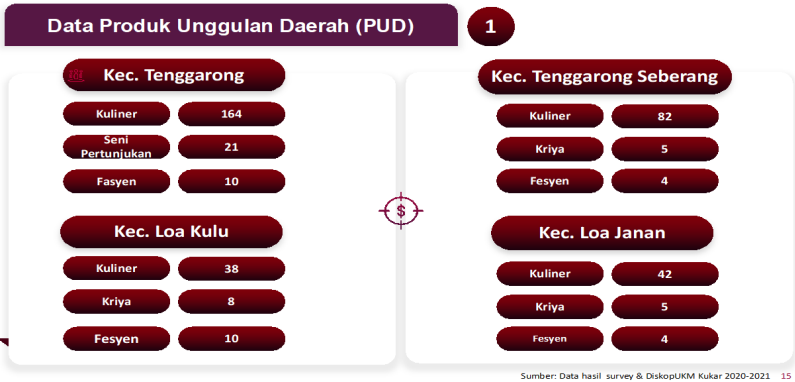 Data Produk Unggulan Daerah (PUD)
1
Kec. Tenggarong
Kuliner 164
Seni
Pertunjukan 21
Fasyen 10
Kec. Loa Kulu
Kuliner 38
Kriya 8
Fesyen 10
$
Kec. Tenggarong Seberang
Kuliner 82
Kriya 5
Fesyen 4
Kec. Loa Janan
Kuliner 42
Kriya 5
Fesyen 4
Sumber: Data hasil survey & DiskopUKM Kukar 2020-2021 15